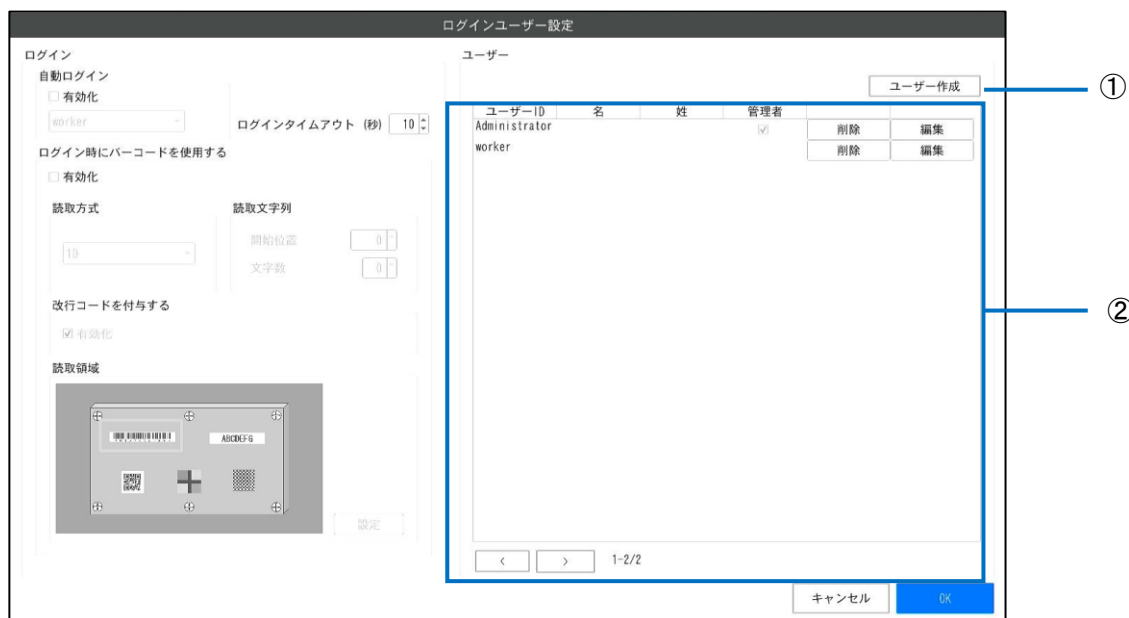 ログインユーザー設定
ログイン
自動ログイン
有効化
worker
ログインタイムアウト (秒) 10
ログイン時にバーコードを使用する
有効化
読取方式
読取文字列
1D
開始位置 0
文字数 0
改行コードを付与する
有効化
読取領域
ABCDEFG
設定
ユーザー
ユーザー作成
①
ユーザーID 名 姓 管理者
Administrator 削除 編集
worker 削除 編集
②
< > 1-2/2
キャンセル OK